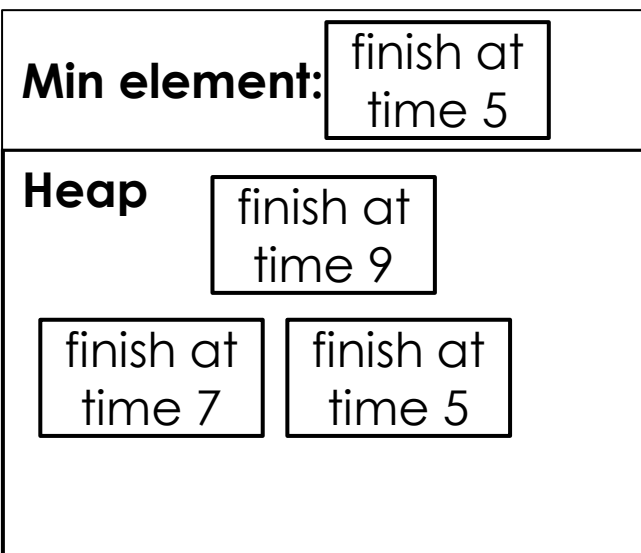 Min element:
finish at
time 5
Heap
finish at
time 9
finish at
time 7
finish at
time 5